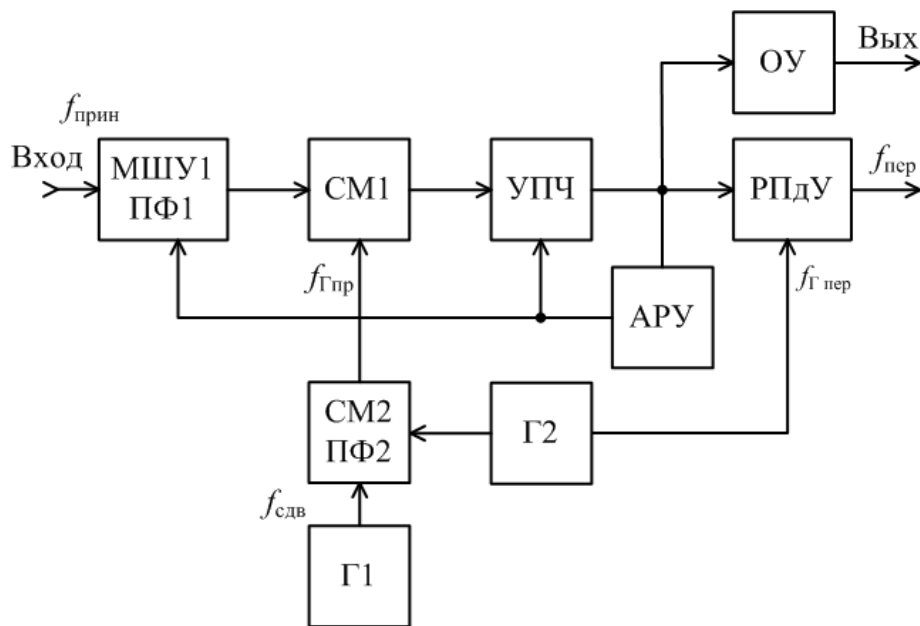 Вых
ОУ
fприн
Вход
МШУ1
ПФ1
СМ1
УПЧ
РПдУ
fпер
fГпр
fГ пер
АРУ
СМ2
ПФ2
Г2
fсдв
Г1